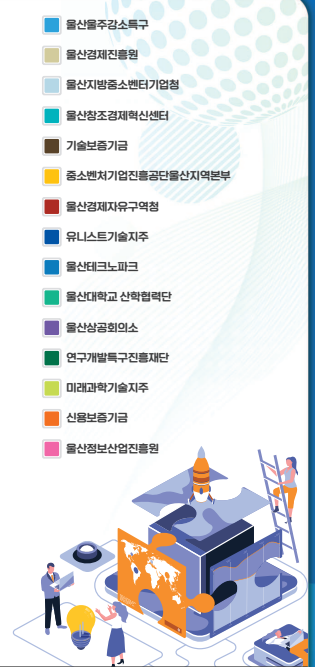 울산울주강소특구
울산경제진흥원
울산지방중소벤터기업청
울산창조경제혁신센터
기술보증기금
중소벤처기업진흥공단울산지역본부
울산경제자유구역청
유니스트기술지주
울산테크노파크
울산대학교 산학협력단
울산상공회의소
연구개발특구진흥재단
미래과학기술지주
신용보증기금
울산정보산업진흥원